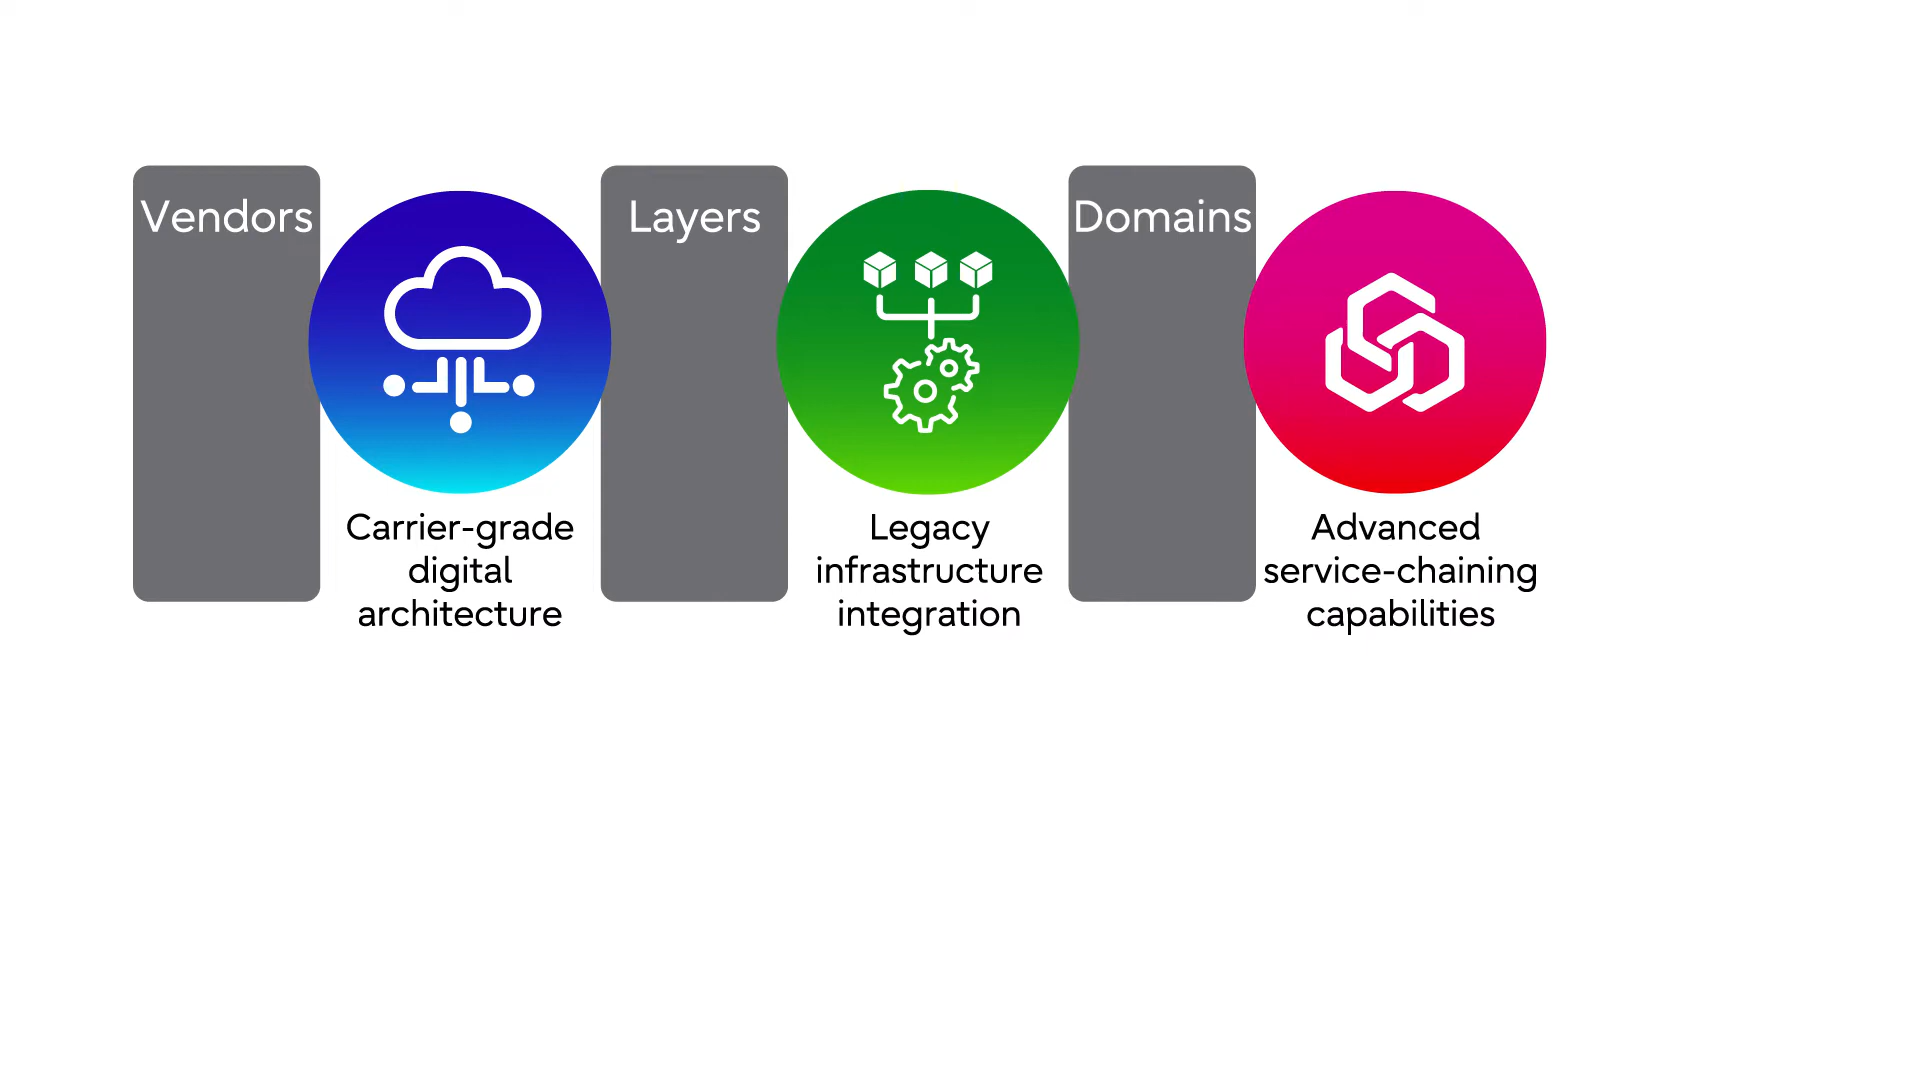 Vendors
Layers
Domains
Carrier-grade
digital
architecture
Legacy
infrastructure
integration
Advanced
service-chaining
capabilities